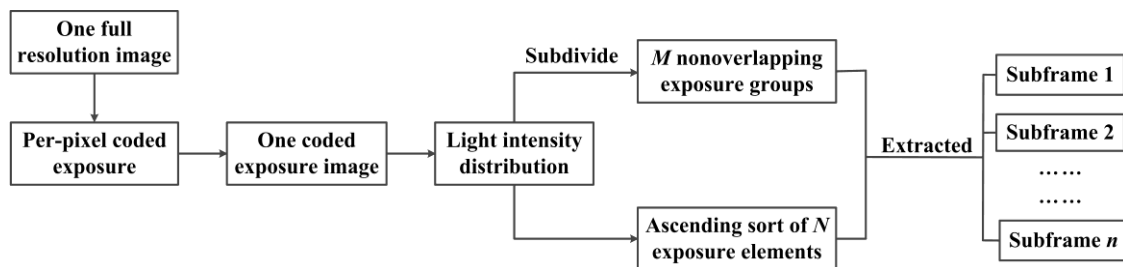 One full
resolution image
Per-pixel coded
exposure
One coded
exposure image
Light intensity
distribution
Subdivide
M nonoverlapping
exposure groups
Ascending sort of N
exposure elements
Extracted
Subframe 1
Subframe 2
……
……
Subframe n